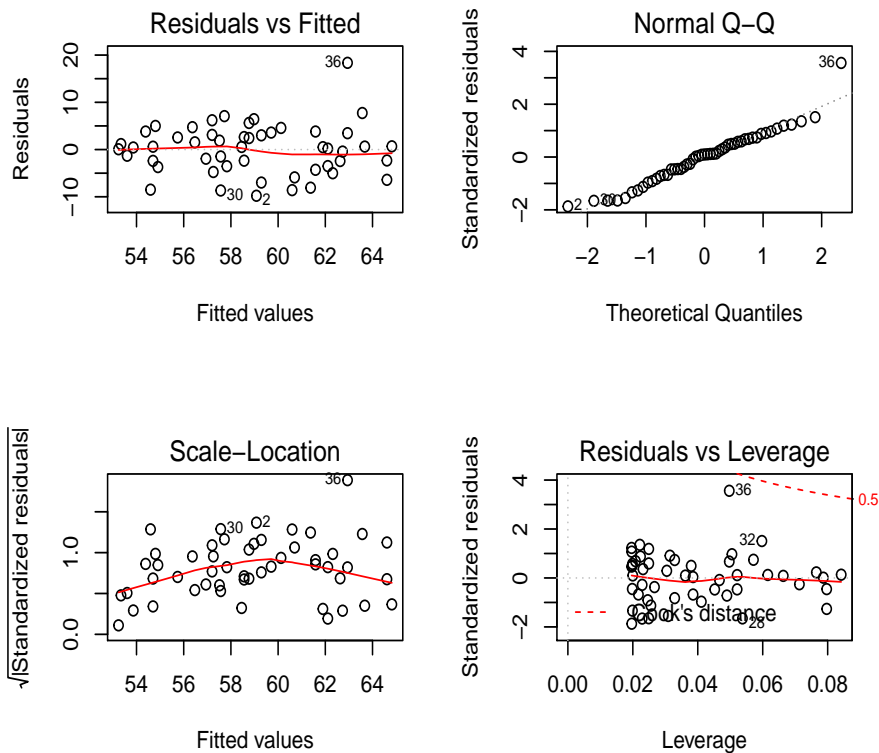 Residuals vs Fitted
Residuals
20
10
0
−10
36
30
2
54 56 58 60 62 64
Fitted values
Normal Q−Q
Standardized residuals
4
2
0
−2
36
2
−2 −1 0 1 2
Theoretical Quantiles
Scale−Location
√|Standardized residuals|
1.0
0.0
36
30
2
54 56 58 60 62 64
Fitted values
Residuals vs Leverage
Standardized residuals
4
2
0
−2
36
0.5
32
Cook's distance
28
0.00 0.02 0.04 0.06 0.08
Leverage